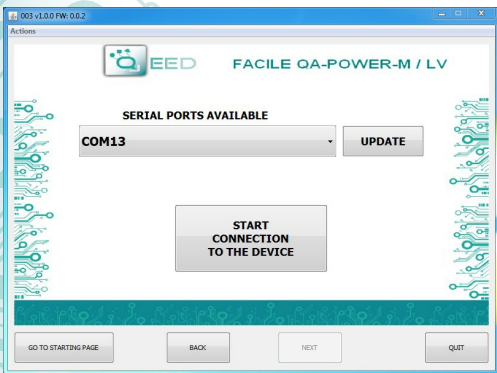 003 v1.0.0 FW: 0.0.2
Actions
QEED
FACILE QA-POWER-M / LV
SERIAL PORTS AVAILABLE
COM13
UPDATE
START
CONNECTION
TO THE DEVICE
GO TO STARTING PAGE
BACK
NEXT
QUIT